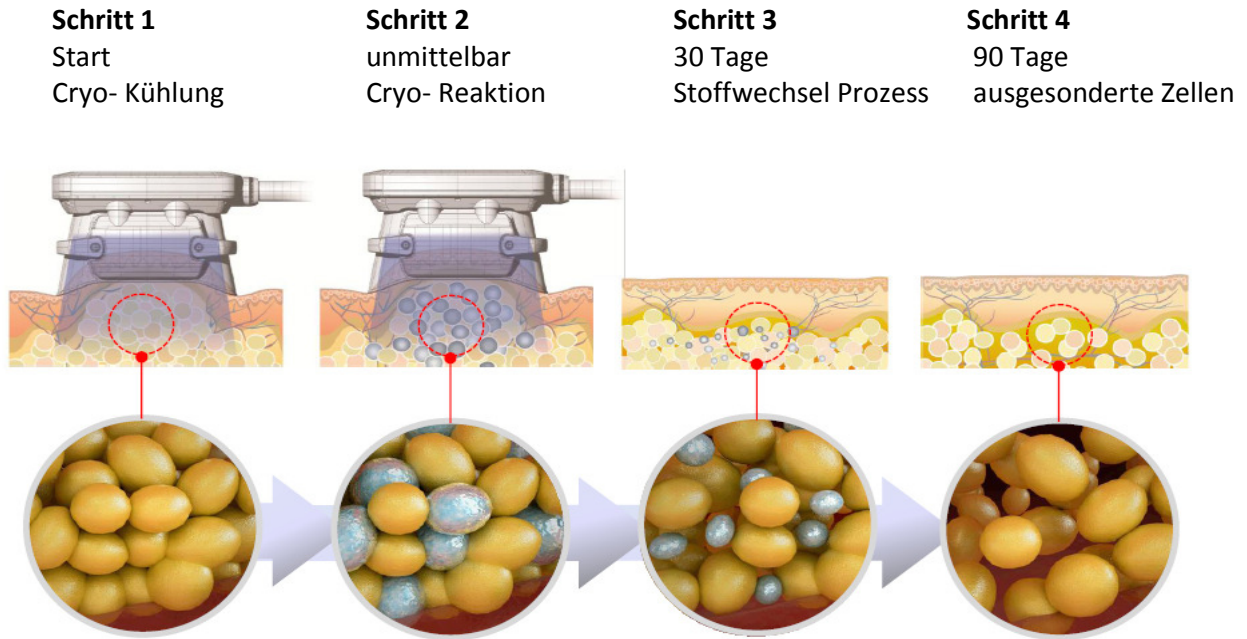 Schritt 1
Start
Cryo- Kühlung
Schritt 2
unmittelbar
Cryo- Reaktion
Schritt 3
30 Tage
Stoffwechsel Prozess
Schritt 4
90 Tage
ausgesonderte Zellen